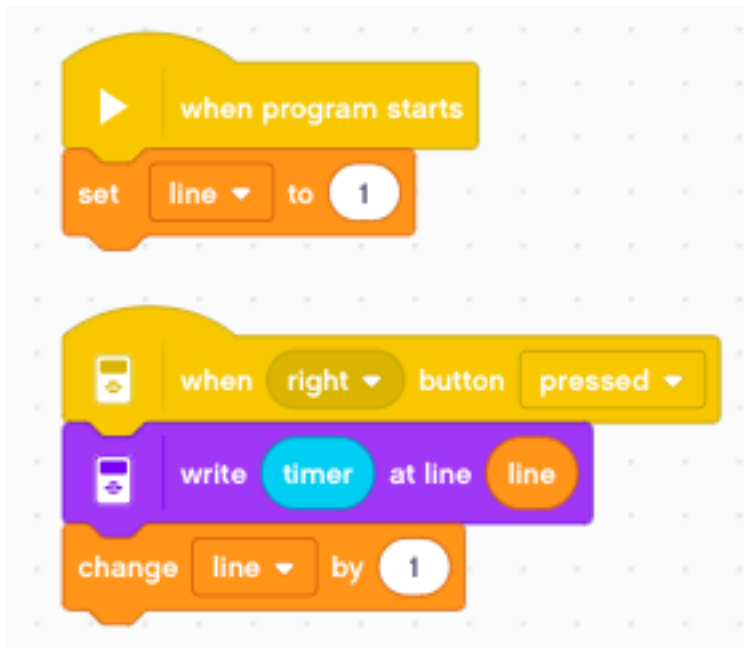 when program starts
set line to 1
when right button pressed
write timer at line line
change line by 1